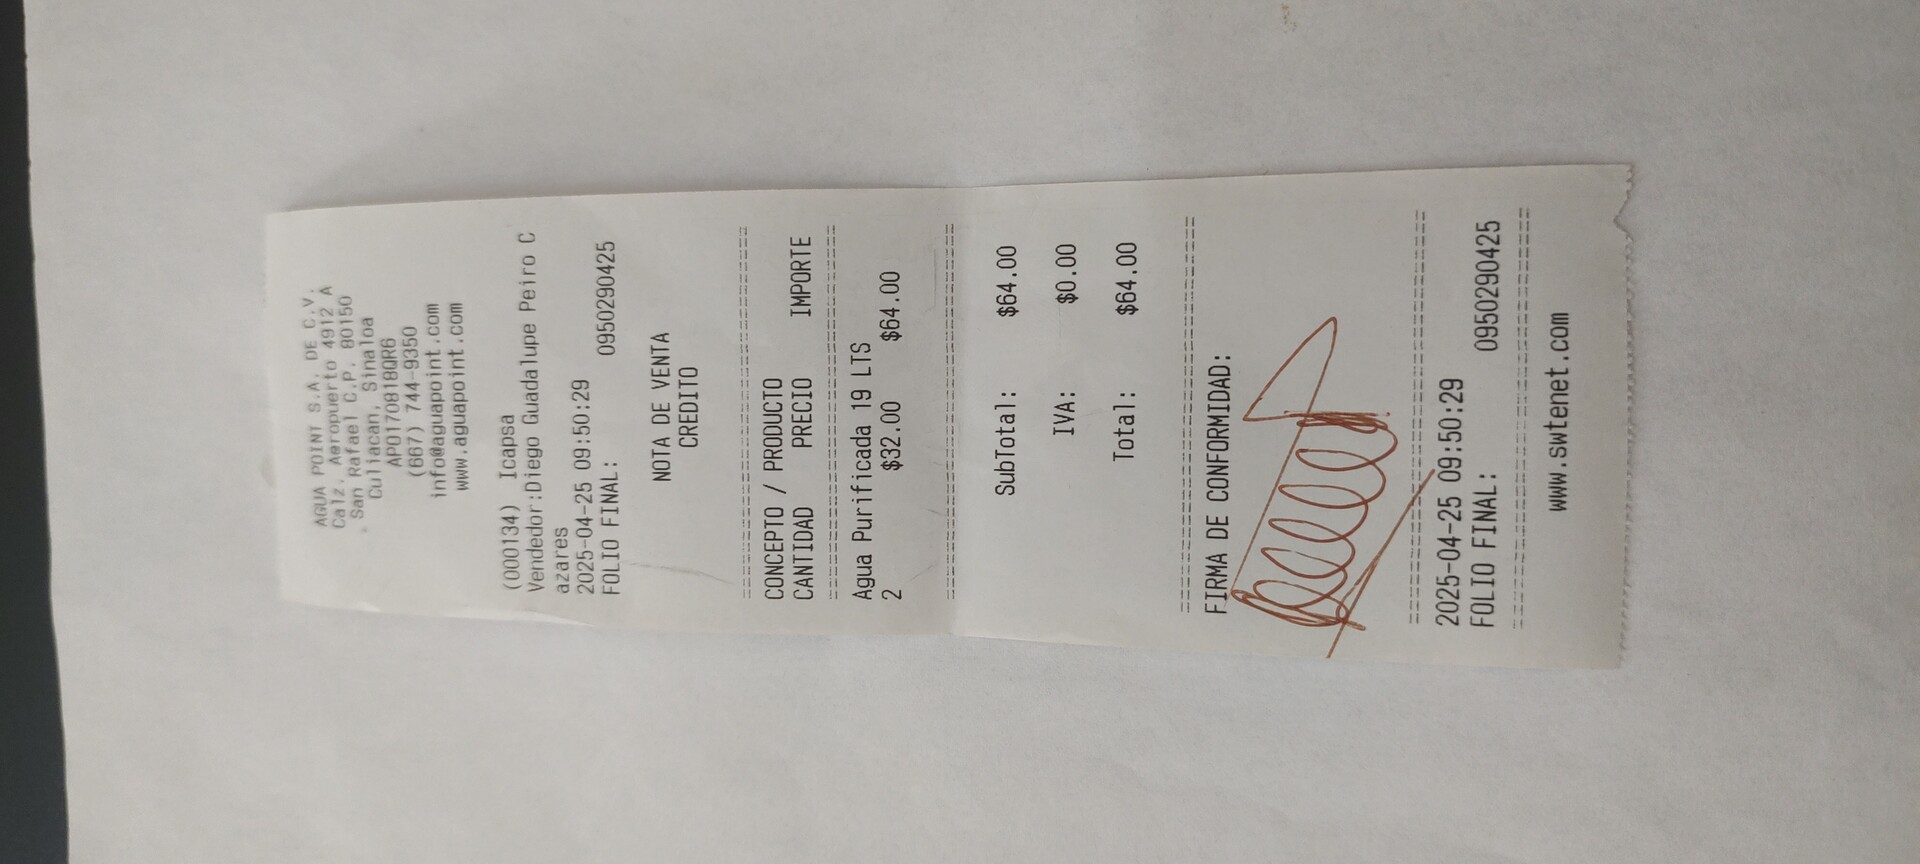 AGUA POINT S.A. DE C.V.
Calz. Aeropuerto 4912 A
San Rafael C.P. 80150
Culiacan, Sinaloa
APO170818QR6
(667) 744-9350
info@aguapoint.com
www.aguapoint.com
(000134) Icapsa
Vendedor:Diego Guadalupe Peiro C
azares
2025-04-25 09:50:29
FOLIO FINAL: 0950290425
NOTA DE VENTA
CREDITO
================================
CONCEPTO / PRODUCTO
CANTIDAD PRECIO IMPORTE
================================
Agua Purificada 19 LTS
2 $32.00 $64.00
================================
SubTotal: $64.00
IVA: $0.00
Total: $64.00
================================
FIRMA DE CONFORMIDAD:
================================
2025-04-25 09:50:29
FOLIO FINAL: 0950290425
================================
www.swtenet.com